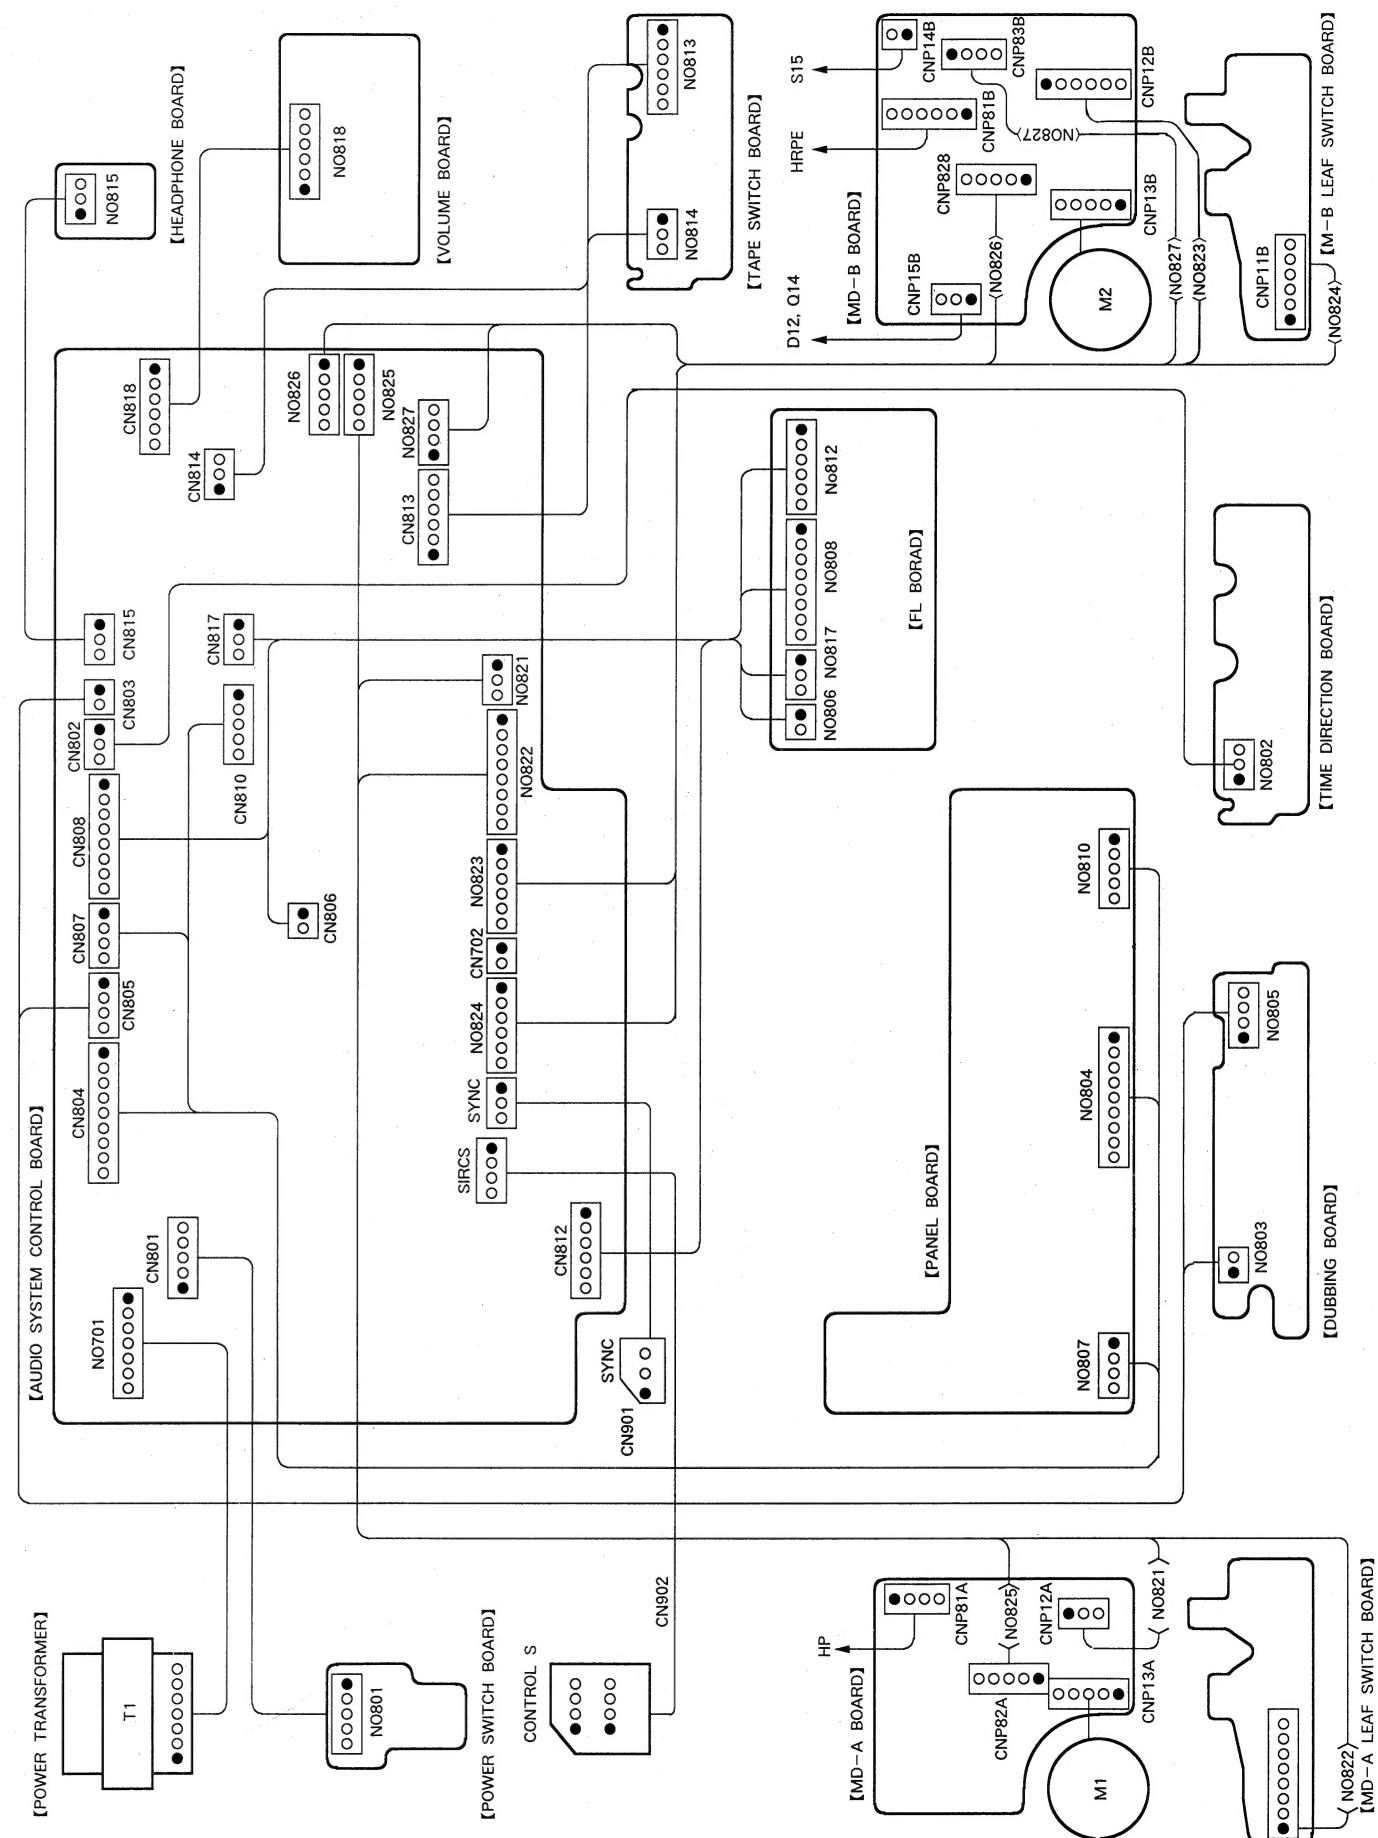 【POWER TRANSFORMER】
T1
【POWER SWITCH BOARD】
NO801
CONTROL S
CN902
【AUDIO SYSTEM CONTROL BOARD】
NO701
CN801
CN804
CN805
CN807
CN808
CN802
CN803
CN815
CN810
CN817
CN806
CN818
CN814
NO826
NO825
NO827
CN813
NO821
NO822
NO823
CN702
NO824
SYNC
SIRCS
CN812
SYNC
CN901
【HEADPHONE BOARD】
NO815
【VOLUME BOARD】
NO818
【TAPE SWITCH BOARD】
NO813
NO814
【FL BORAD】
No812
NO808
NO817
NO806
【PANEL BOARD】
NO810
NO804
NO807
【MD-B BOARD】
S15
HRPE
D12, Q14
CNP14B
CNP83B
CNP12B
CNP81B
CNP828
CNP13B
CNP15B
M2
〈NO827〉
〈NO826〉
〈NO827〉
〈NO823〉
【M-B LEAF SWITCH BOARD】
CNP11B
〈NO824〉
【TIME DIRECTION BOARD】
NO802
【DUBBING BOARD】
NO805
NO803
【MD-A BOARD】
HP
CNP81A
〈NO825〉
CNP12A
〈NO821〉
CNP82A
CNP13A
M1
〈NO822〉
【MD-A LEAF SWITCH BOARD】